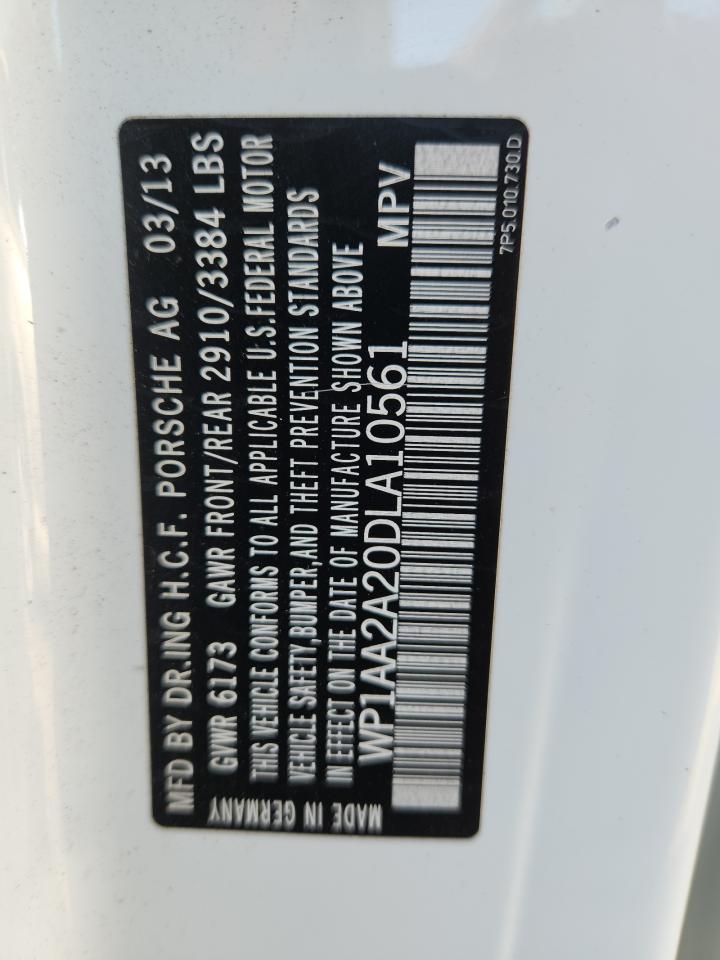 MFD BY DR.ING H.C.F. PORSCHE AG 03/13
GVWR 6173 GAWR FRONT/REAR 2910/3384 LBS
THIS VEHICLE CONFORMS TO ALL APPLICABLE U.S.FEDERAL MOTOR
VEHICLE SAFETY,BUMPER,AND THEFT PREVENTION STANDARDS
IN EFFECT ON THE DATE OF MANUFACTURE SHOWN ABOVE
WP1AA2A20DLA10561 MPV
7P5.010.730.D
MADE IN GERMANY